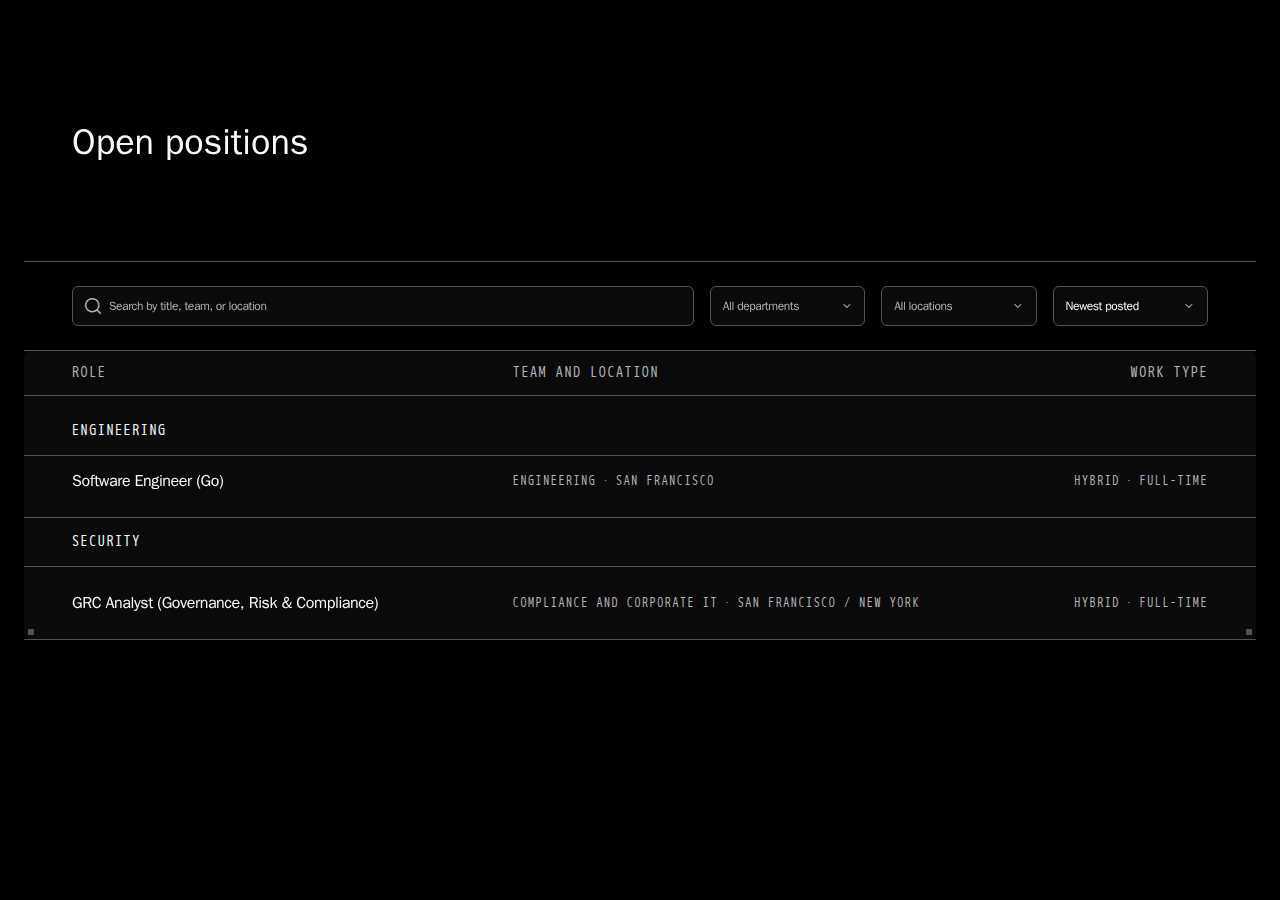 Open positions
Search by title, team, or location
All departments
All locations
Newest posted
ROLE TEAM AND LOCATION WORK TYPE
ENGINEERING
Software Engineer (Go) ENGINEERING · SAN FRANCISCO HYBRID · FULL-TIME
SECURITY
GRC Analyst (Governance, Risk & Compliance) COMPLIANCE AND CORPORATE IT · SAN FRANCISCO / NEW YORK HYBRID · FULL-TIME